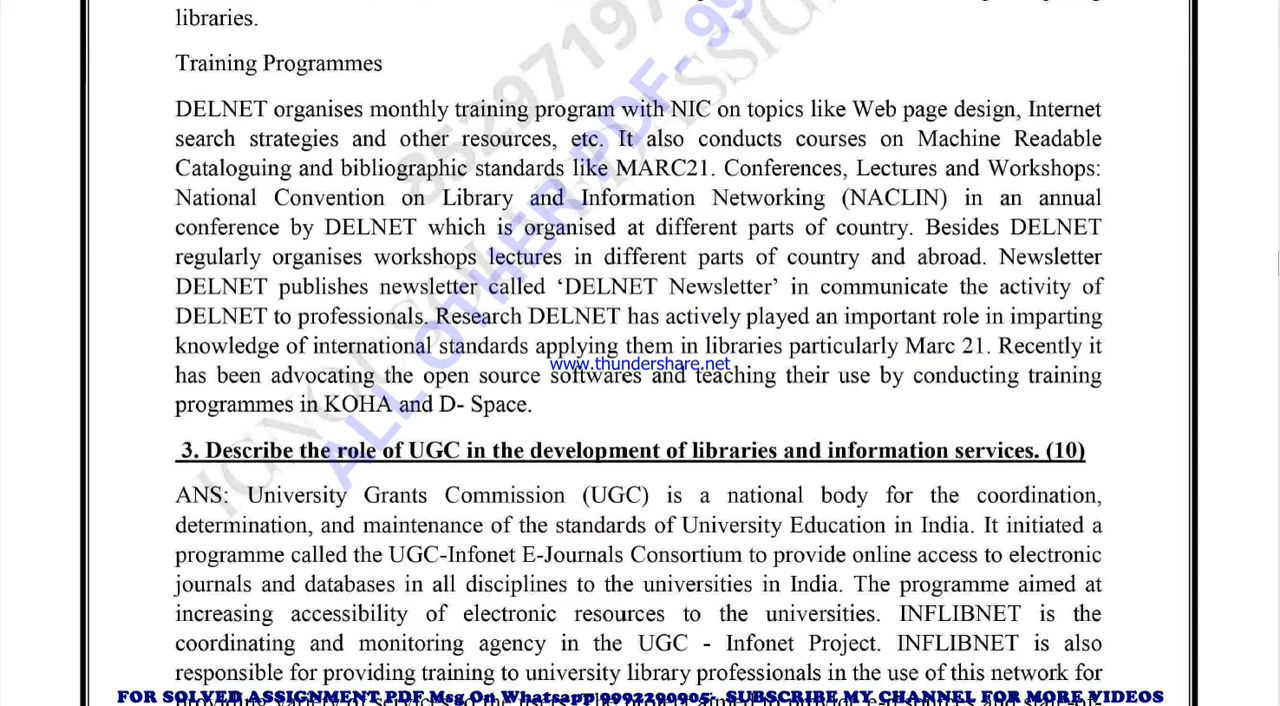 libraries.
Training Programmes
DELNET organises monthly training program with NIC on topics like Web page design, Internet
search strategies and other resources, etc. It also conducts courses on Machine Readable
Cataloguing and bibliographic standards like MARC21. Conferences, Lectures and Workshops:
National Convention on Library and Information Networking (NACLIN) in an annual
conference by DELNET which is organised at different parts of country. Besides DELNET
regularly organises workshops lectures in different parts of country and abroad. Newsletter
DELNET publishes newsletter called ‘DELNET Newsletter’ in communicate the activity of
DELNET to professionals. Research DELNET has actively played an important role in imparting
knowledge of international standards applying them in libraries particularly Marc 21. Recently it
www.thundershare.net
has been advocating the open source softwares and teaching their use by conducting training
programmes in KOHA and D- Space.
3. Describe the role of UGC in the development of libraries and information services. (10)
ANS: University Grants Commission (UGC) is a national body for the coordination,
determination, and maintenance of the standards of University Education in India. It initiated a
programme called the UGC-Infonet E-Journals Consortium to provide online access to electronic
journals and databases in all disciplines to the universities in India. The programme aimed at
increasing accessibility of electronic resources to the universities. INFLIBNET is the
coordinating and monitoring agency in the UGC - Infonet Project. INFLIBNET is also
responsible for providing training to university library professionals in the use of this network for
FOR SOLVED ASSIGNMENT PDF Msg On Whatsapp 9992290905, SUBSCRIBE MY CHANNEL FOR MORE VIDEOS